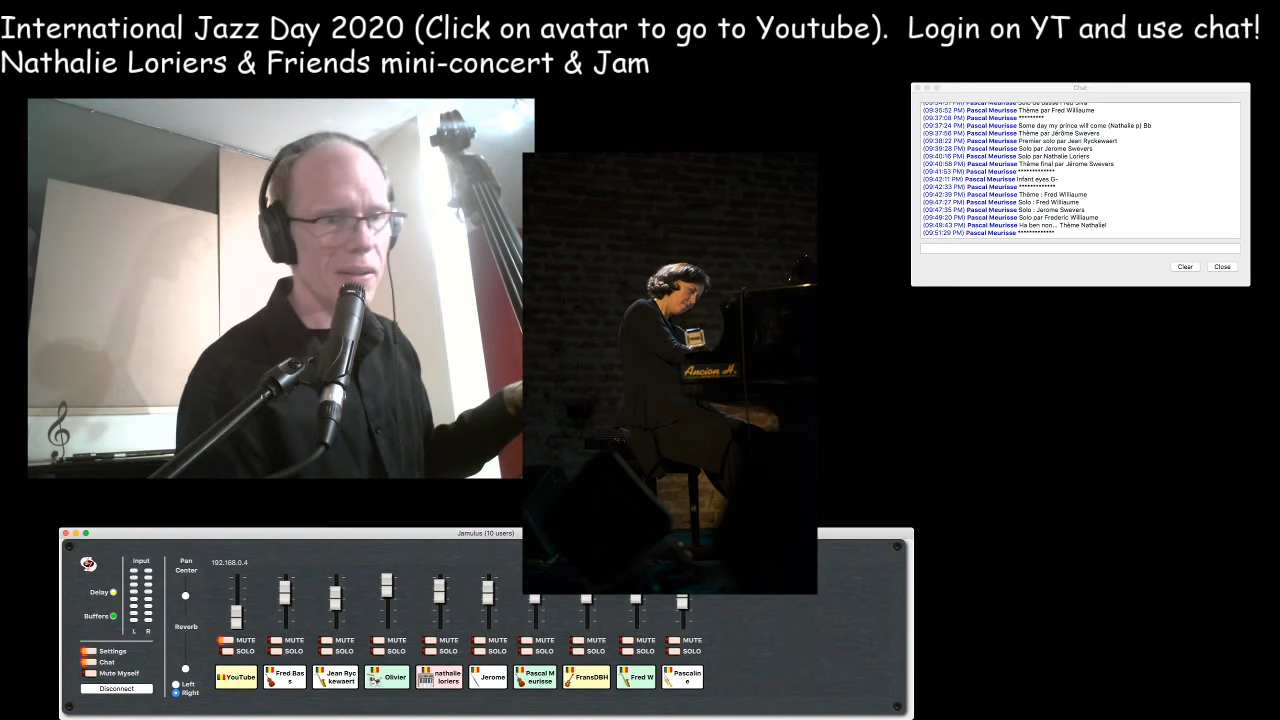 International Jazz Day 2020 (Click on avatar to go to Youtube). Login on YT and use chat!
Nathalie Loriers & Friends mini-concert & Jam
Chat
(09:35:52 PM) Pascal Meurisse Thème par Fred Williaume
(09:37:08 PM) Pascal Meurisse *********
(09:37:24 PM) Pascal Meurisse Some day my prince will come (Nathalie p) Bb
(09:37:56 PM) Pascal Meurisse Thème par Jérôme Swevers
(09:38:22 PM) Pascal Meurisse Premier solo par Jean Ryckewaert
(09:39:28 PM) Pascal Meurisse Solo par Jerome Swevers
(09:40:16 PM) Pascal Meurisse Solo par Nathalie Loriers
(09:40:58 PM) Pascal Meurisse Thème final par Jérome Swevers
(09:41:53 PM) Pascal Meurisse *************
(09:42:11 PM) Pascal Meurisse Infant eyes G-
(09:42:33 PM) Pascal Meurisse *************
(09:42:39 PM) Pascal Meurisse Thème : Fred Williaume
(09:47:27 PM) Pascal Meurisse Solo : Fred Williaume
(09:47:35 PM) Pascal Meurisse Solo : Jerome Swevers
(09:49:20 PM) Pascal Meurisse Solo par Frederic Williaume
(09:49:43 PM) Pascal Meurisse Ha ben non... Thème Nathalie!
(09:51:29 PM) Pascal Meurisse *************
Clear Close
Ancion H.
Jamulus (10 users)
Input
Pan
Center
192.168.0.4
Delay
Buffers
L R
Reverb
Settings
Chat
Mute Myself
Disconnect
Left
Right
MUTE MUTE MUTE MUTE MUTE MUTE MUTE MUTE MUTE MUTE
SOLO SOLO SOLO SOLO SOLO SOLO SOLO SOLO SOLO SOLO
YouTube
Fred Bas
s
Jean Ryc
kewaert
Olivier
nathalie
loriers
Jerome
Pascal M
eurisse
FransDBH
Fred W
Pascalin
e